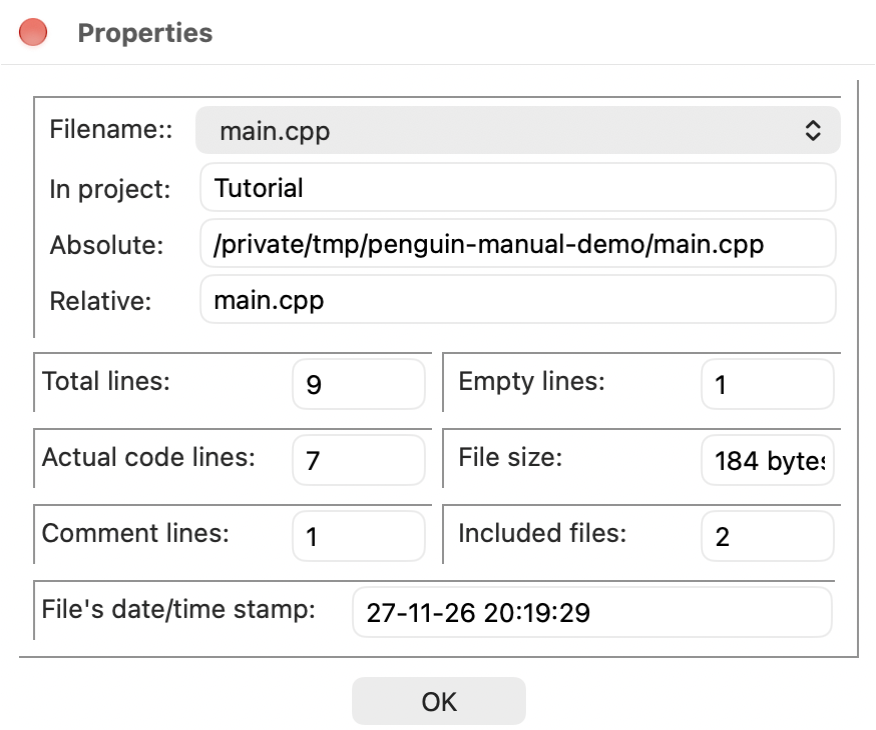 Properties
Filename:: main.cpp
In project: Tutorial
Absolute: /private/tmp/penguin-manual-demo/main.cpp
Relative: main.cpp
Total lines: 9 Empty lines: 1
Actual code lines: 7 File size: 184 bytes
Comment lines: 1 Included files: 2
File's date/time stamp: 27-11-26 20:19:29
OK